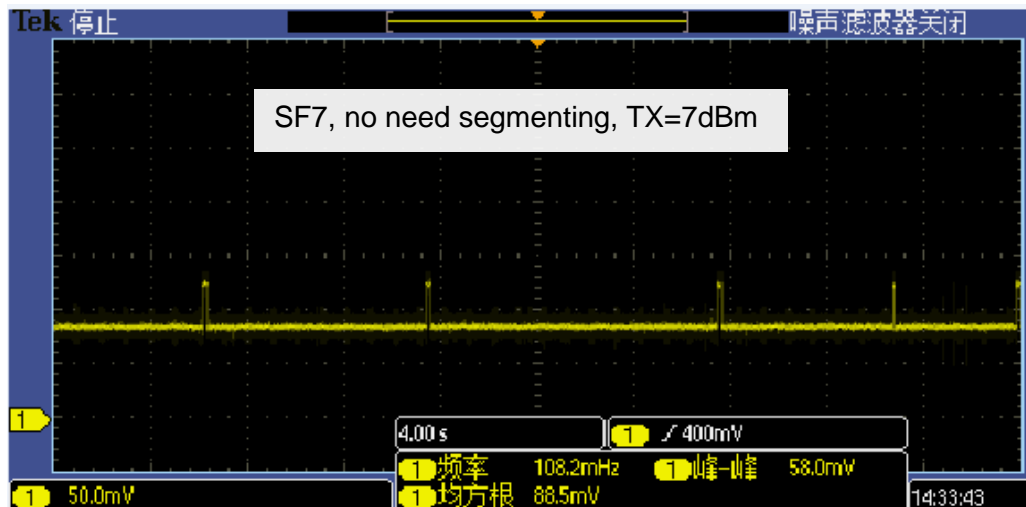 Tek 停止 噪声滤波器关闭
SF7, no need segmenting, TX=7dBm
1
4.00 s 1 400mV
1 频率 108.2mHz 1 峰-峰 58.0mV
1 50.0mV 1 均方根 88.5mV 14:33:43